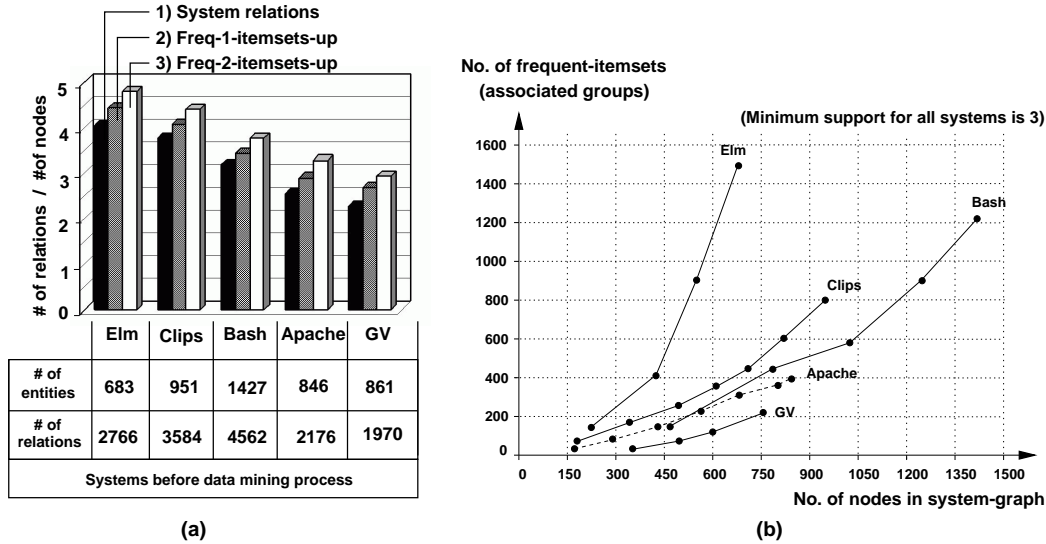 1) System relations
2) Freq-1-itemsets-up
3) Freq-2-itemsets-up
# of relations / #of nodes
5
4
3
2
1
0
Elm Clips Bash Apache GV
# of entities 683 951 1427 846 861
# of relations 2766 3584 4562 2176 1970
Systems before data mining process
(a)
No. of frequent-itemsets
(associated groups)
(Minimum support for all systems is 3)
1600
1400
1200
1000
800
600
400
200
0
Elm
Bash
Clips
Apache
GV
0 150 300 450 600 750 900 1050 1200 1350 1500
No. of nodes in system-graph
(b)